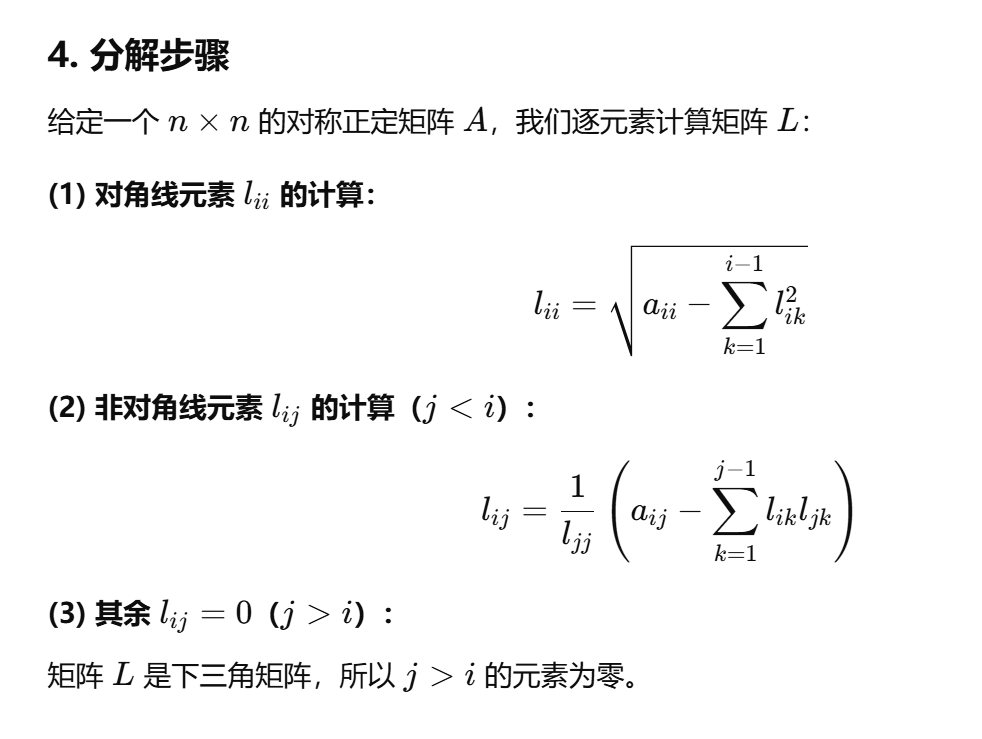 4. 分解步骤
给定一个 n × n 的对称正定矩阵 A，我们逐元素计算矩阵 L：
(1) 对角线元素 l_{ii} 的计算：
l_{ii} = \sqrt{a_{ii} - \sum_{k=1}^{i-1} l_{ik}^2}
(2) 非对角线元素 l_{ij} 的计算（j < i）：
l_{ij} = \frac{1}{l_{jj}} \left( a_{ij} - \sum_{k=1}^{j-1} l_{ik} l_{jk} \right)
(3) 其余 l_{ij} = 0（j > i）：
矩阵 L 是下三角矩阵，所以 j > i 的元素为零。